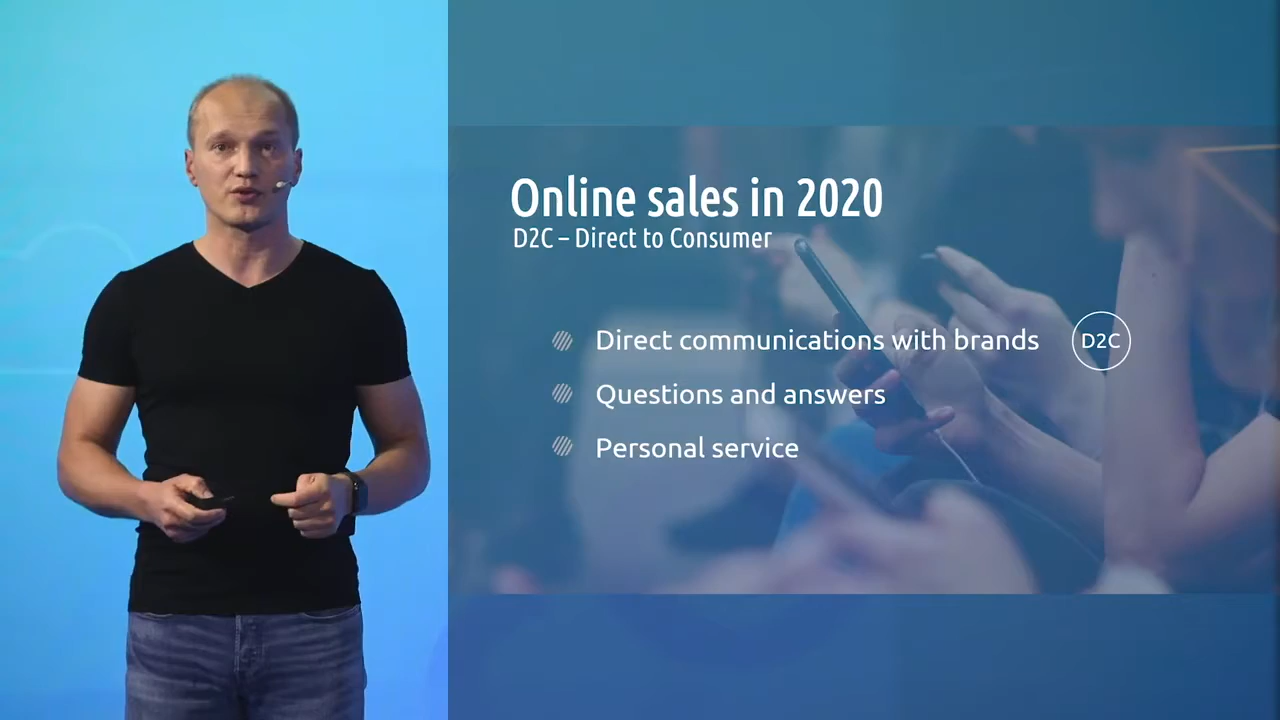 Online sales in 2020
D2C – Direct to Consumer
Direct communications with brands
D2C
Questions and answers
Personal service